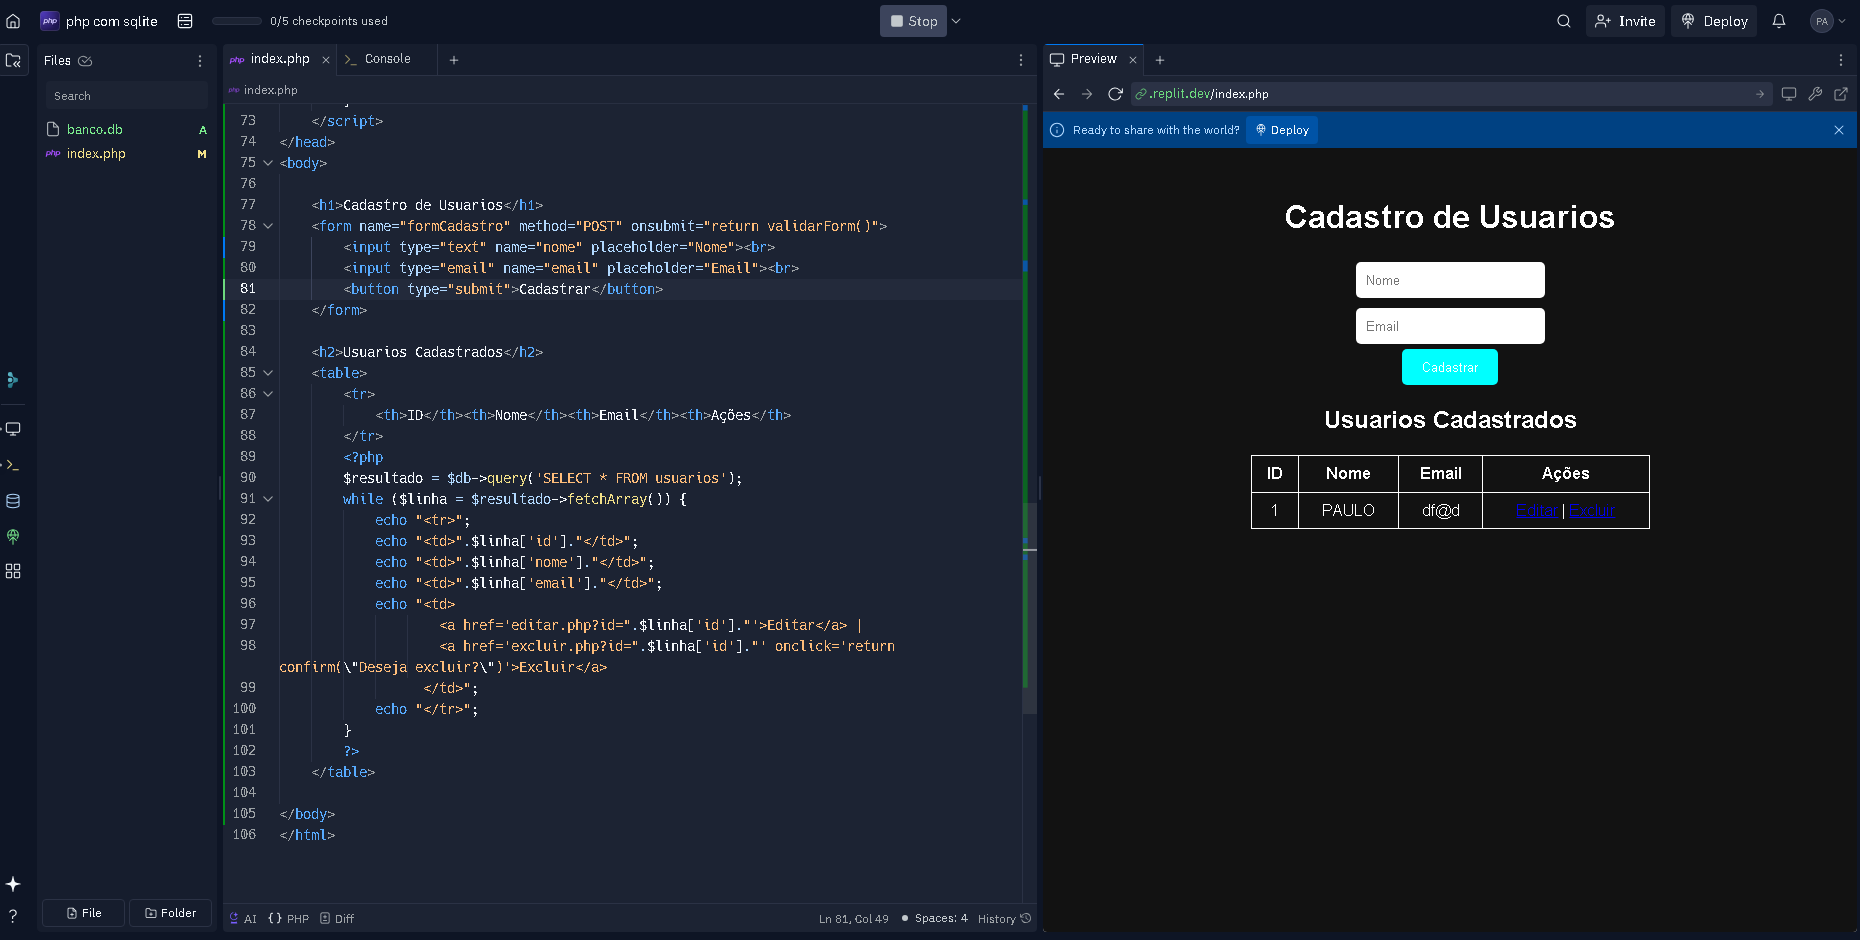 php
php com sqlite
0/5 checkpoints used
Stop
Invite
Deploy
PA
Files
Search
banco.db A
php index.php M
File
Folder
php index.php
Console
php index.php
73 </script>
74 </head>
75 <body>
76
77 <h1>Cadastro de Usuarios</h1>
78 <form name="formCadastro" method="POST" onsubmit="return validarForm()">
79 <input type="text" name="nome" placeholder="Nome"><br>
80 <input type="email" name="email" placeholder="Email"><br>
81 <button type="submit">Cadastrar</button>
82 </form>
83
84 <h2>Usuarios Cadastrados</h2>
85 <table>
86 <tr>
87 <th>ID</th><th>Nome</th><th>Email</th><th>Ações</th>
88 </tr>
89 <?php
90 $resultado = $db->query('SELECT * FROM usuarios');
91 while ($linha = $resultado->fetchArray()) {
92 echo "<tr>";
93 echo "<td>".$linha['id']."</td>";
94 echo "<td>".$linha['nome']."</td>";
95 echo "<td>".$linha['email']."</td>";
96 echo "<td>
97 <a href='editar.php?id=".$linha['id']."'>Editar</a> |
98 <a href='excluir.php?id=".$linha['id']."' onclick='return
confirm(\"Deseja excluir?\")'>Excluir</a>
99 </td>";
100 echo "</tr>";
101 }
102 ?>
103 </table>
104
105 </body>
106 </html>
AI
{} PHP
Diff
Ln 81, Col 49
Spaces: 4
History
Preview
.replit.dev/index.php
Ready to share with the world?
Deploy
Cadastro de Usuarios
Nome
Email
Cadastrar
Usuarios Cadastrados
ID Nome Email Ações
1 PAULO df@d Editar | Excluir